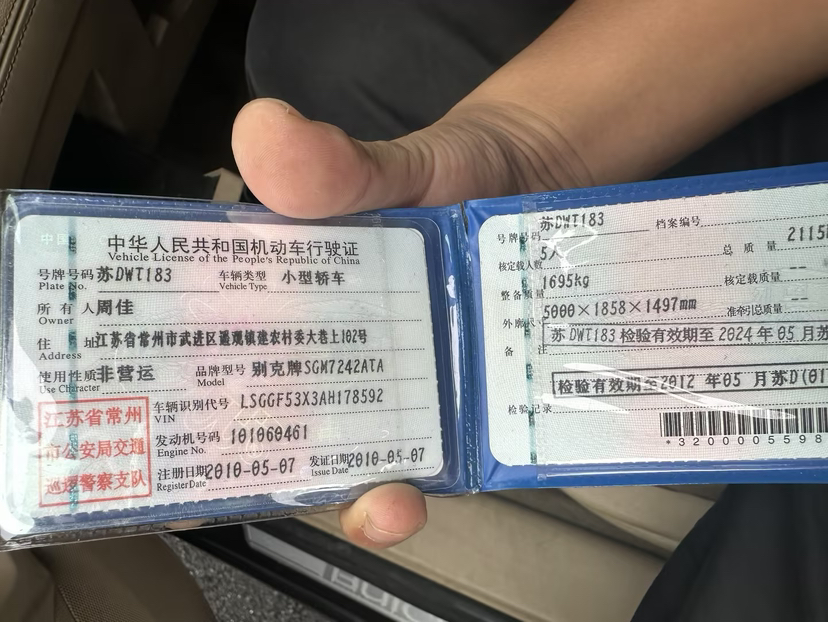 中华人民共和国机动车行驶证
Vehicle License of the People's Republic of China
号牌号码 苏DWT183 车辆类型 小型轿车
Plate No. Vehicle Type
所有人 周佳
Owner
住址 江苏省常州市武进区遥观镇建农村委大巷上102号
Address
使用性质 非营运 品牌型号 别克牌SGM7242ATA
Use Character Model
江苏省常州
市公安局交通
巡逻警察支队
车辆识别代号 LSGGF53X3AH178592
VIN
发动机号码 101060461
Engine No.
注册日期 2010-05-07 发证日期 2010-05-07
Register Date Issue Date
号牌号码 苏DWT183 档案编号
核定载人数 5人 总质量 2115
整备质量 1695kg 核定载质量 --
外廓尺寸 5000×1858×1497mm 准牵引总质量 --
备注 苏DWT183 检验有效期至 2024年05月苏
检验有效期至2012年05月苏D(01
检验记录
*3200005598
BUIC